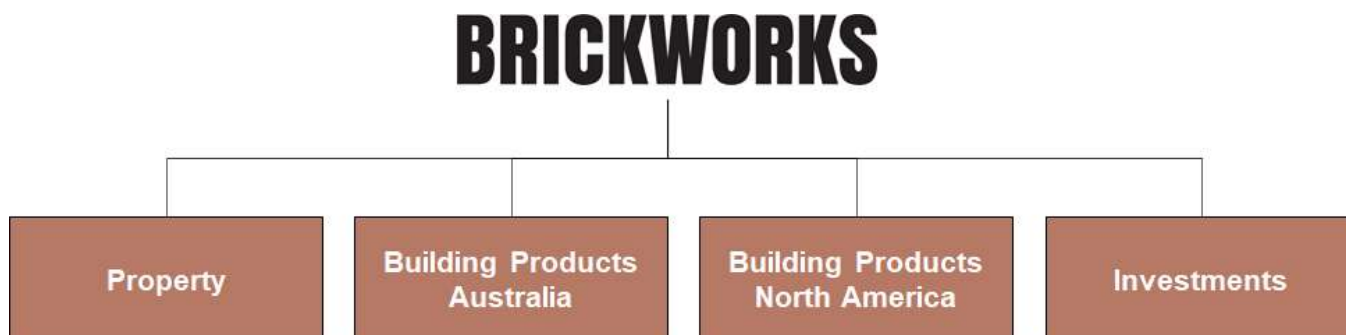 BRICKWORKS
Property
Building Products
Australia
Building Products
North America
Investments